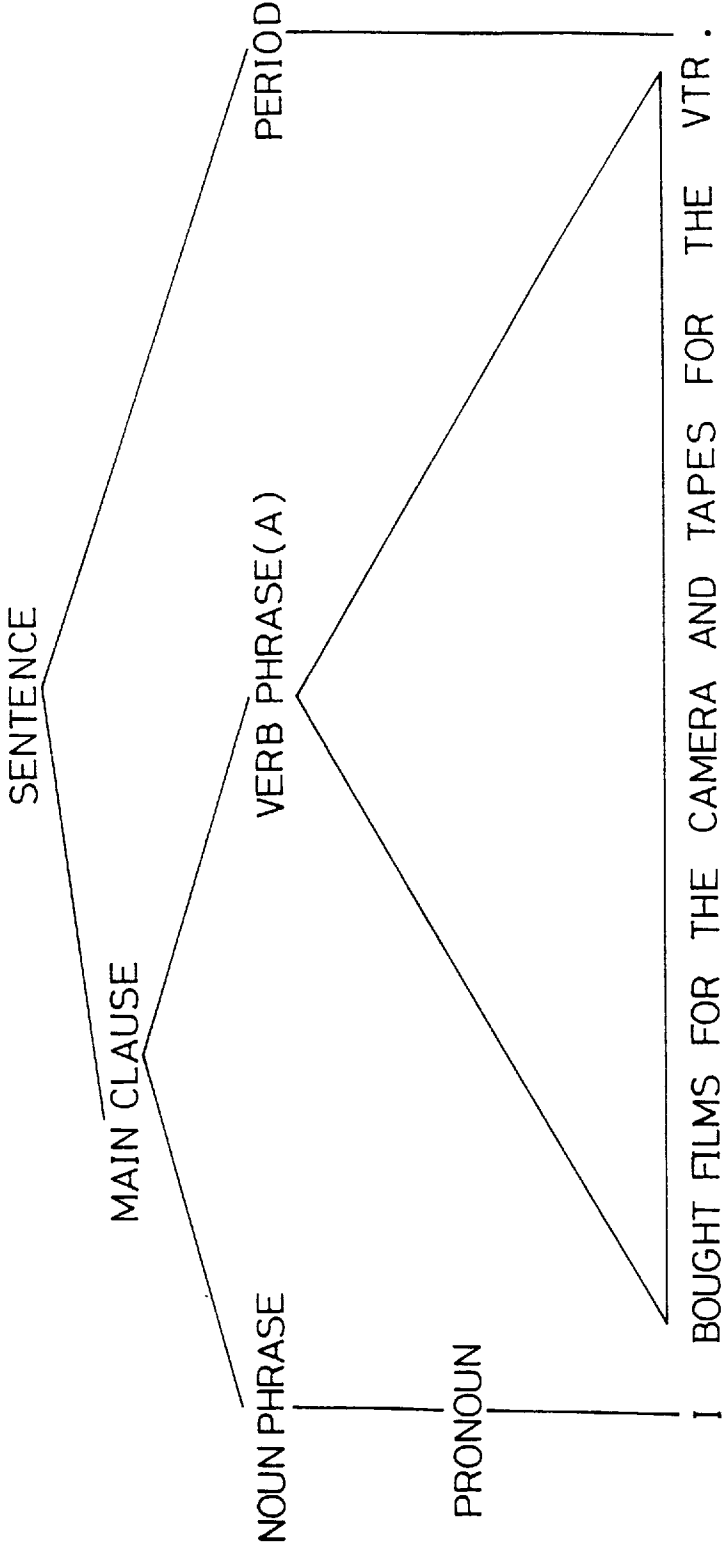 SENTENCE
MAIN CLAUSE
NOUN PHRASE VERB PHRASE(A) PERIOD
PRONOUN
I BOUGHT FILMS FOR THE CAMERA AND TAPES FOR THE VTR.